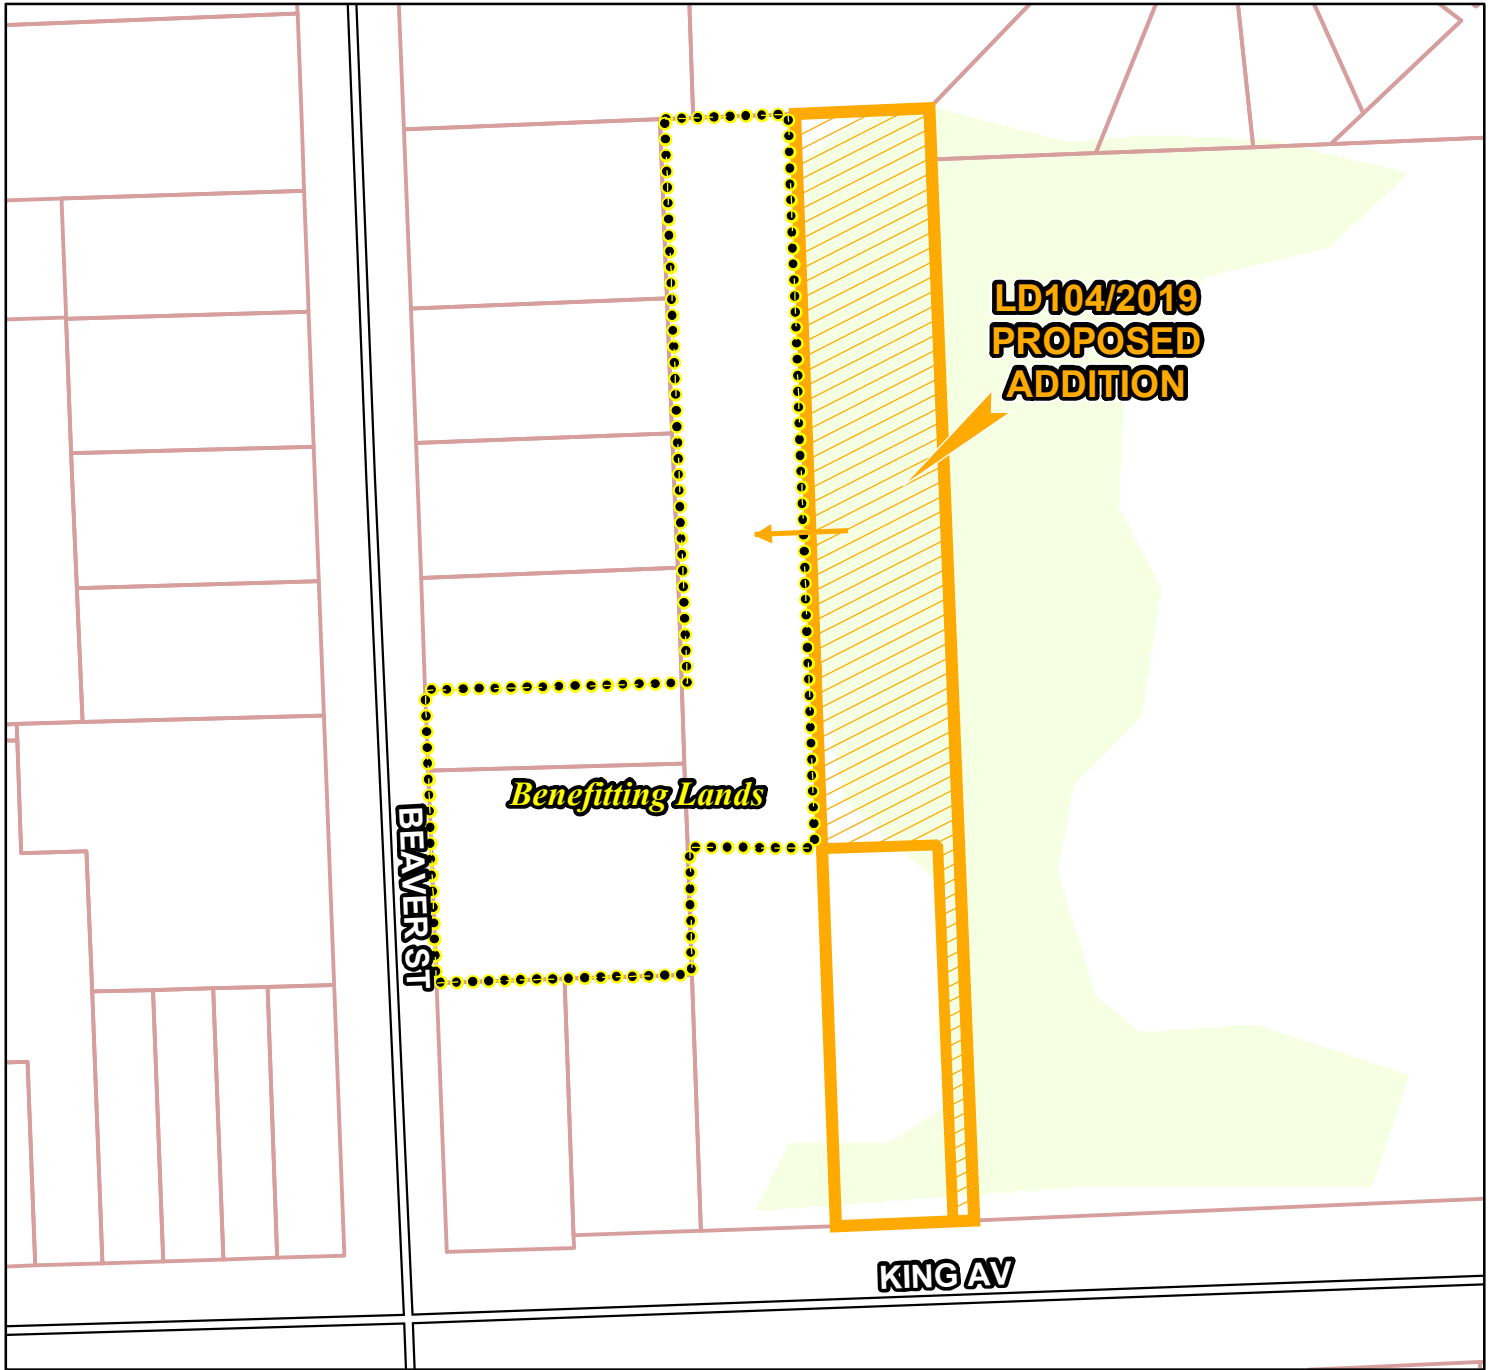 LD104/2019
PROPOSED
ADDITION
Benefitting Lands
BEAVER ST
KING AV